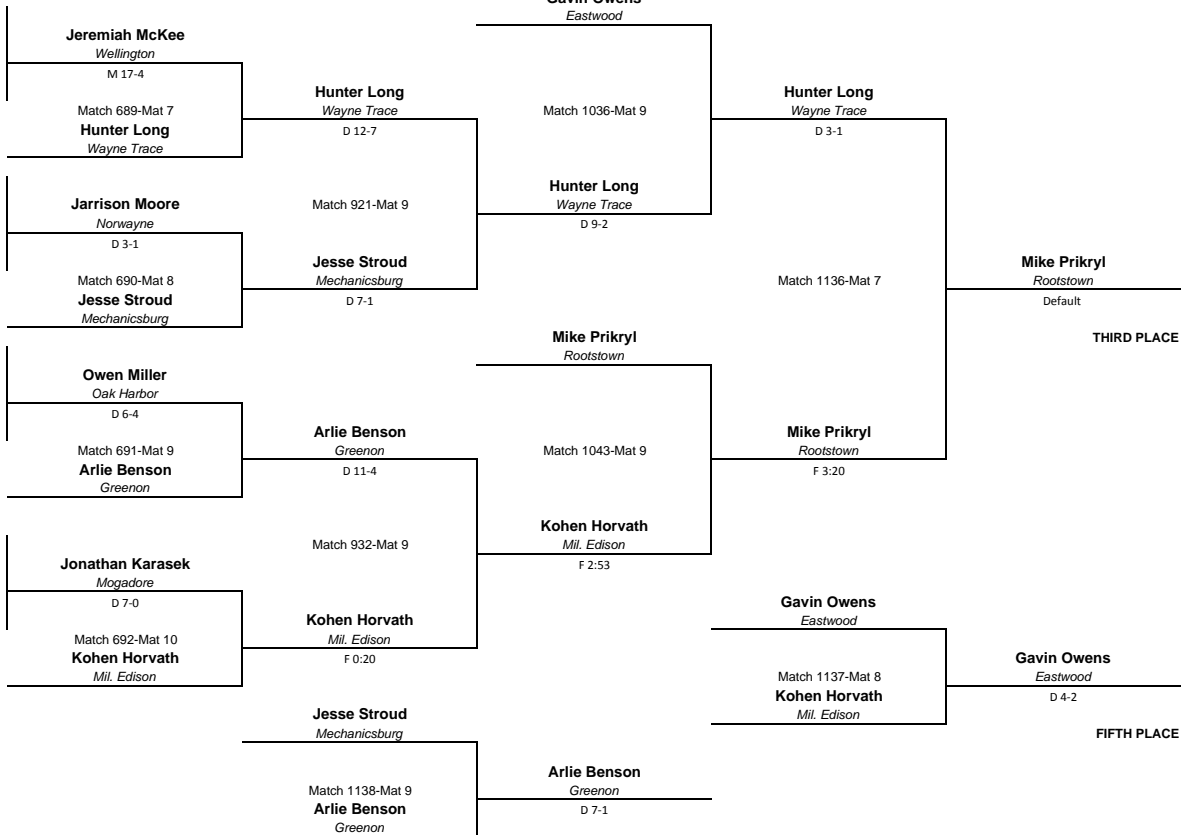 Gavin Owens
Eastwood
Jeremiah McKee
Wellington
M 17-4
Match 689-Mat 7
Hunter Long
Wayne Trace
Hunter Long
Wayne Trace
D 12-7
Match 1036-Mat 9
Hunter Long
Wayne Trace
D 3-1
Jarrison Moore
Norwayne
D 3-1
Match 921-Mat 9
Hunter Long
Wayne Trace
D 9-2
Match 690-Mat 8
Jesse Stroud
Mechanicsburg
Jesse Stroud
Mechanicsburg
D 7-1
Match 1136-Mat 7
Mike Prikryl
Rootstown
Default
THIRD PLACE
Mike Prikryl
Rootstown
Owen Miller
Oak Harbor
D 6-4
Match 691-Mat 9
Arlie Benson
Greenon
Arlie Benson
Greenon
D 11-4
Match 1043-Mat 9
Mike Prikryl
Rootstown
F 3:20
Match 932-Mat 9
Kohen Horvath
Mil. Edison
F 2:53
Jonathan Karasek
Mogadore
D 7-0
Match 692-Mat 10
Kohen Horvath
Mil. Edison
Kohen Horvath
Mil. Edison
F 0:20
Gavin Owens
Eastwood
Match 1137-Mat 8
Kohen Horvath
Mil. Edison
Gavin Owens
Eastwood
D 4-2
FIFTH PLACE
Jesse Stroud
Mechanicsburg
Match 1138-Mat 9
Arlie Benson
Greenon
Arlie Benson
Greenon
D 7-1